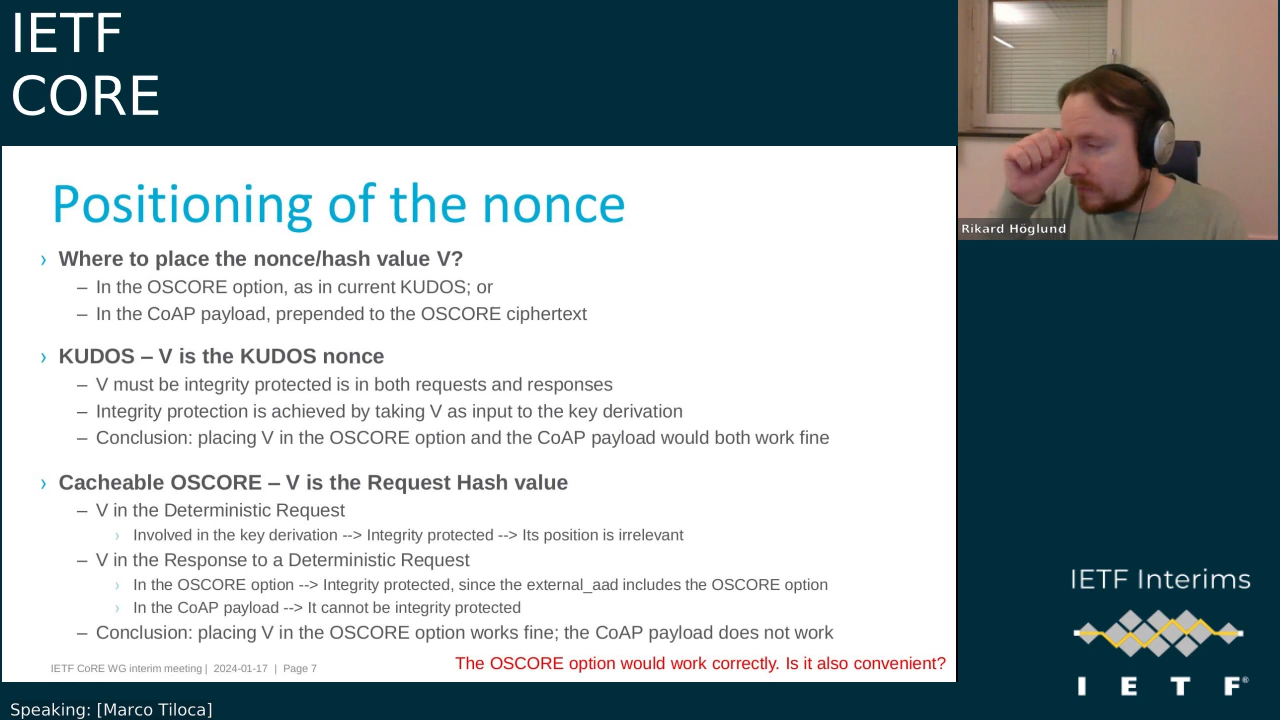 IETF
CORE
Positioning of the nonce
› Where to place the nonce/hash value V?
– In the OSCORE option, as in current KUDOS; or
– In the CoAP payload, prepended to the OSCORE ciphertext
› KUDOS – V is the KUDOS nonce
– V must be integrity protected is in both requests and responses
– Integrity protection is achieved by taking V as input to the key derivation
– Conclusion: placing V in the OSCORE option and the CoAP payload would both work fine
› Cacheable OSCORE – V is the Request Hash value
– V in the Deterministic Request
› Involved in the key derivation --> Integrity protected --> Its position is irrelevant
– V in the Response to a Deterministic Request
› In the OSCORE option --> Integrity protected, since the external_aad includes the OSCORE option
› In the CoAP payload --> It cannot be integrity protected
– Conclusion: placing V in the OSCORE option works fine; the CoAP payload does not work
The OSCORE option would work correctly. Is it also convenient?
IETF CoRE WG interim meeting | 2024-01-17 | Page 7
Rikard Höglund
IETF Interims
I E T F®
Speaking: [Marco Tiloca]